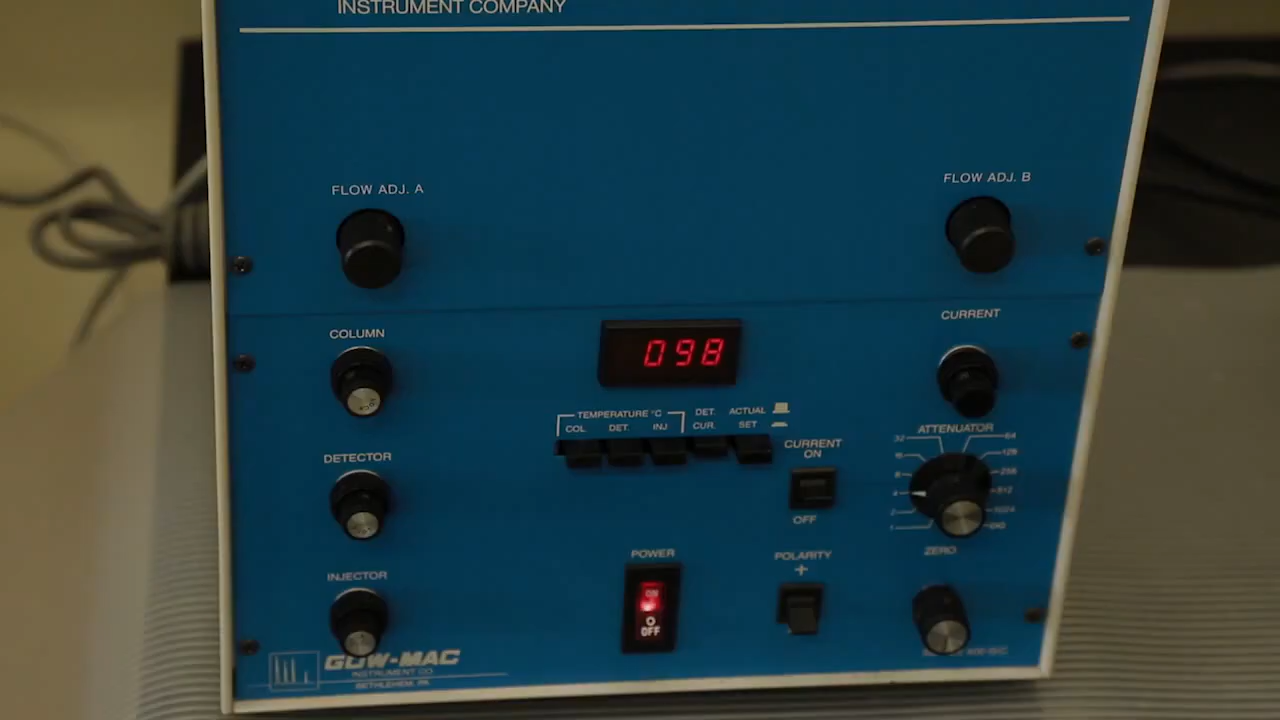 INSTRUMENT COMPANY
FLOW ADJ. A
FLOW ADJ. B
COLUMN
CURRENT
098
TEMPERATURE °C
DET.
ACTUAL
COL.
DET.
INJ
CUR.
SET
ATTENUATOR
32
64
16
128
8
256
4
512
2
1024
1
DETECTOR
CURRENT
ON
OFF
POWER
POLARITY
+
ZERO
ON
OFF
INJECTOR
GOW-MAC
INSTRUMENT CO.
BETHLEHEM, PA.